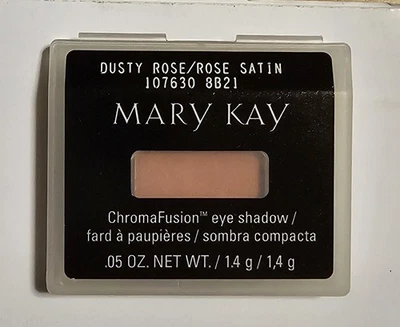 DUSTY ROSE/ROSE SATIN
107630 8B21
MARY KAY
ChromaFusion™ eye shadow /
fard à paupières / sombra compacta
.05 OZ. NET WT. / 1.4 g / 1,4 g